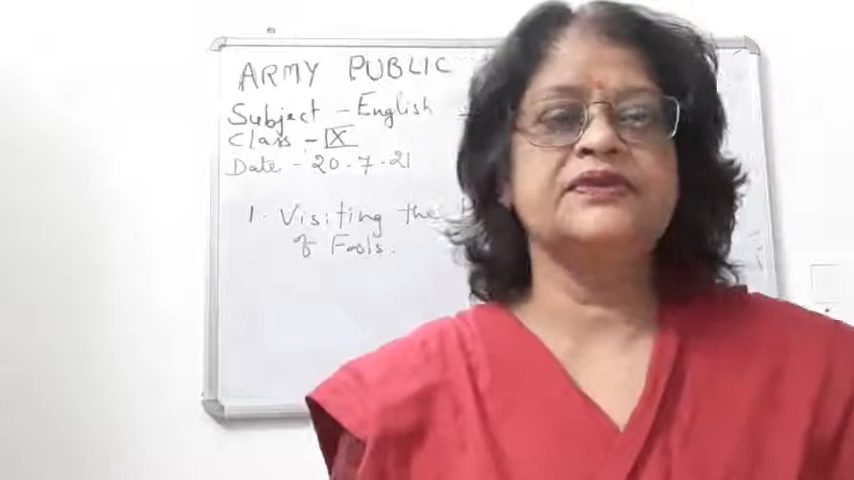 ARMY PUBLIC
Subject - English
Class - IX
Date - 20.7.21
1. Visiting the
of Fools.